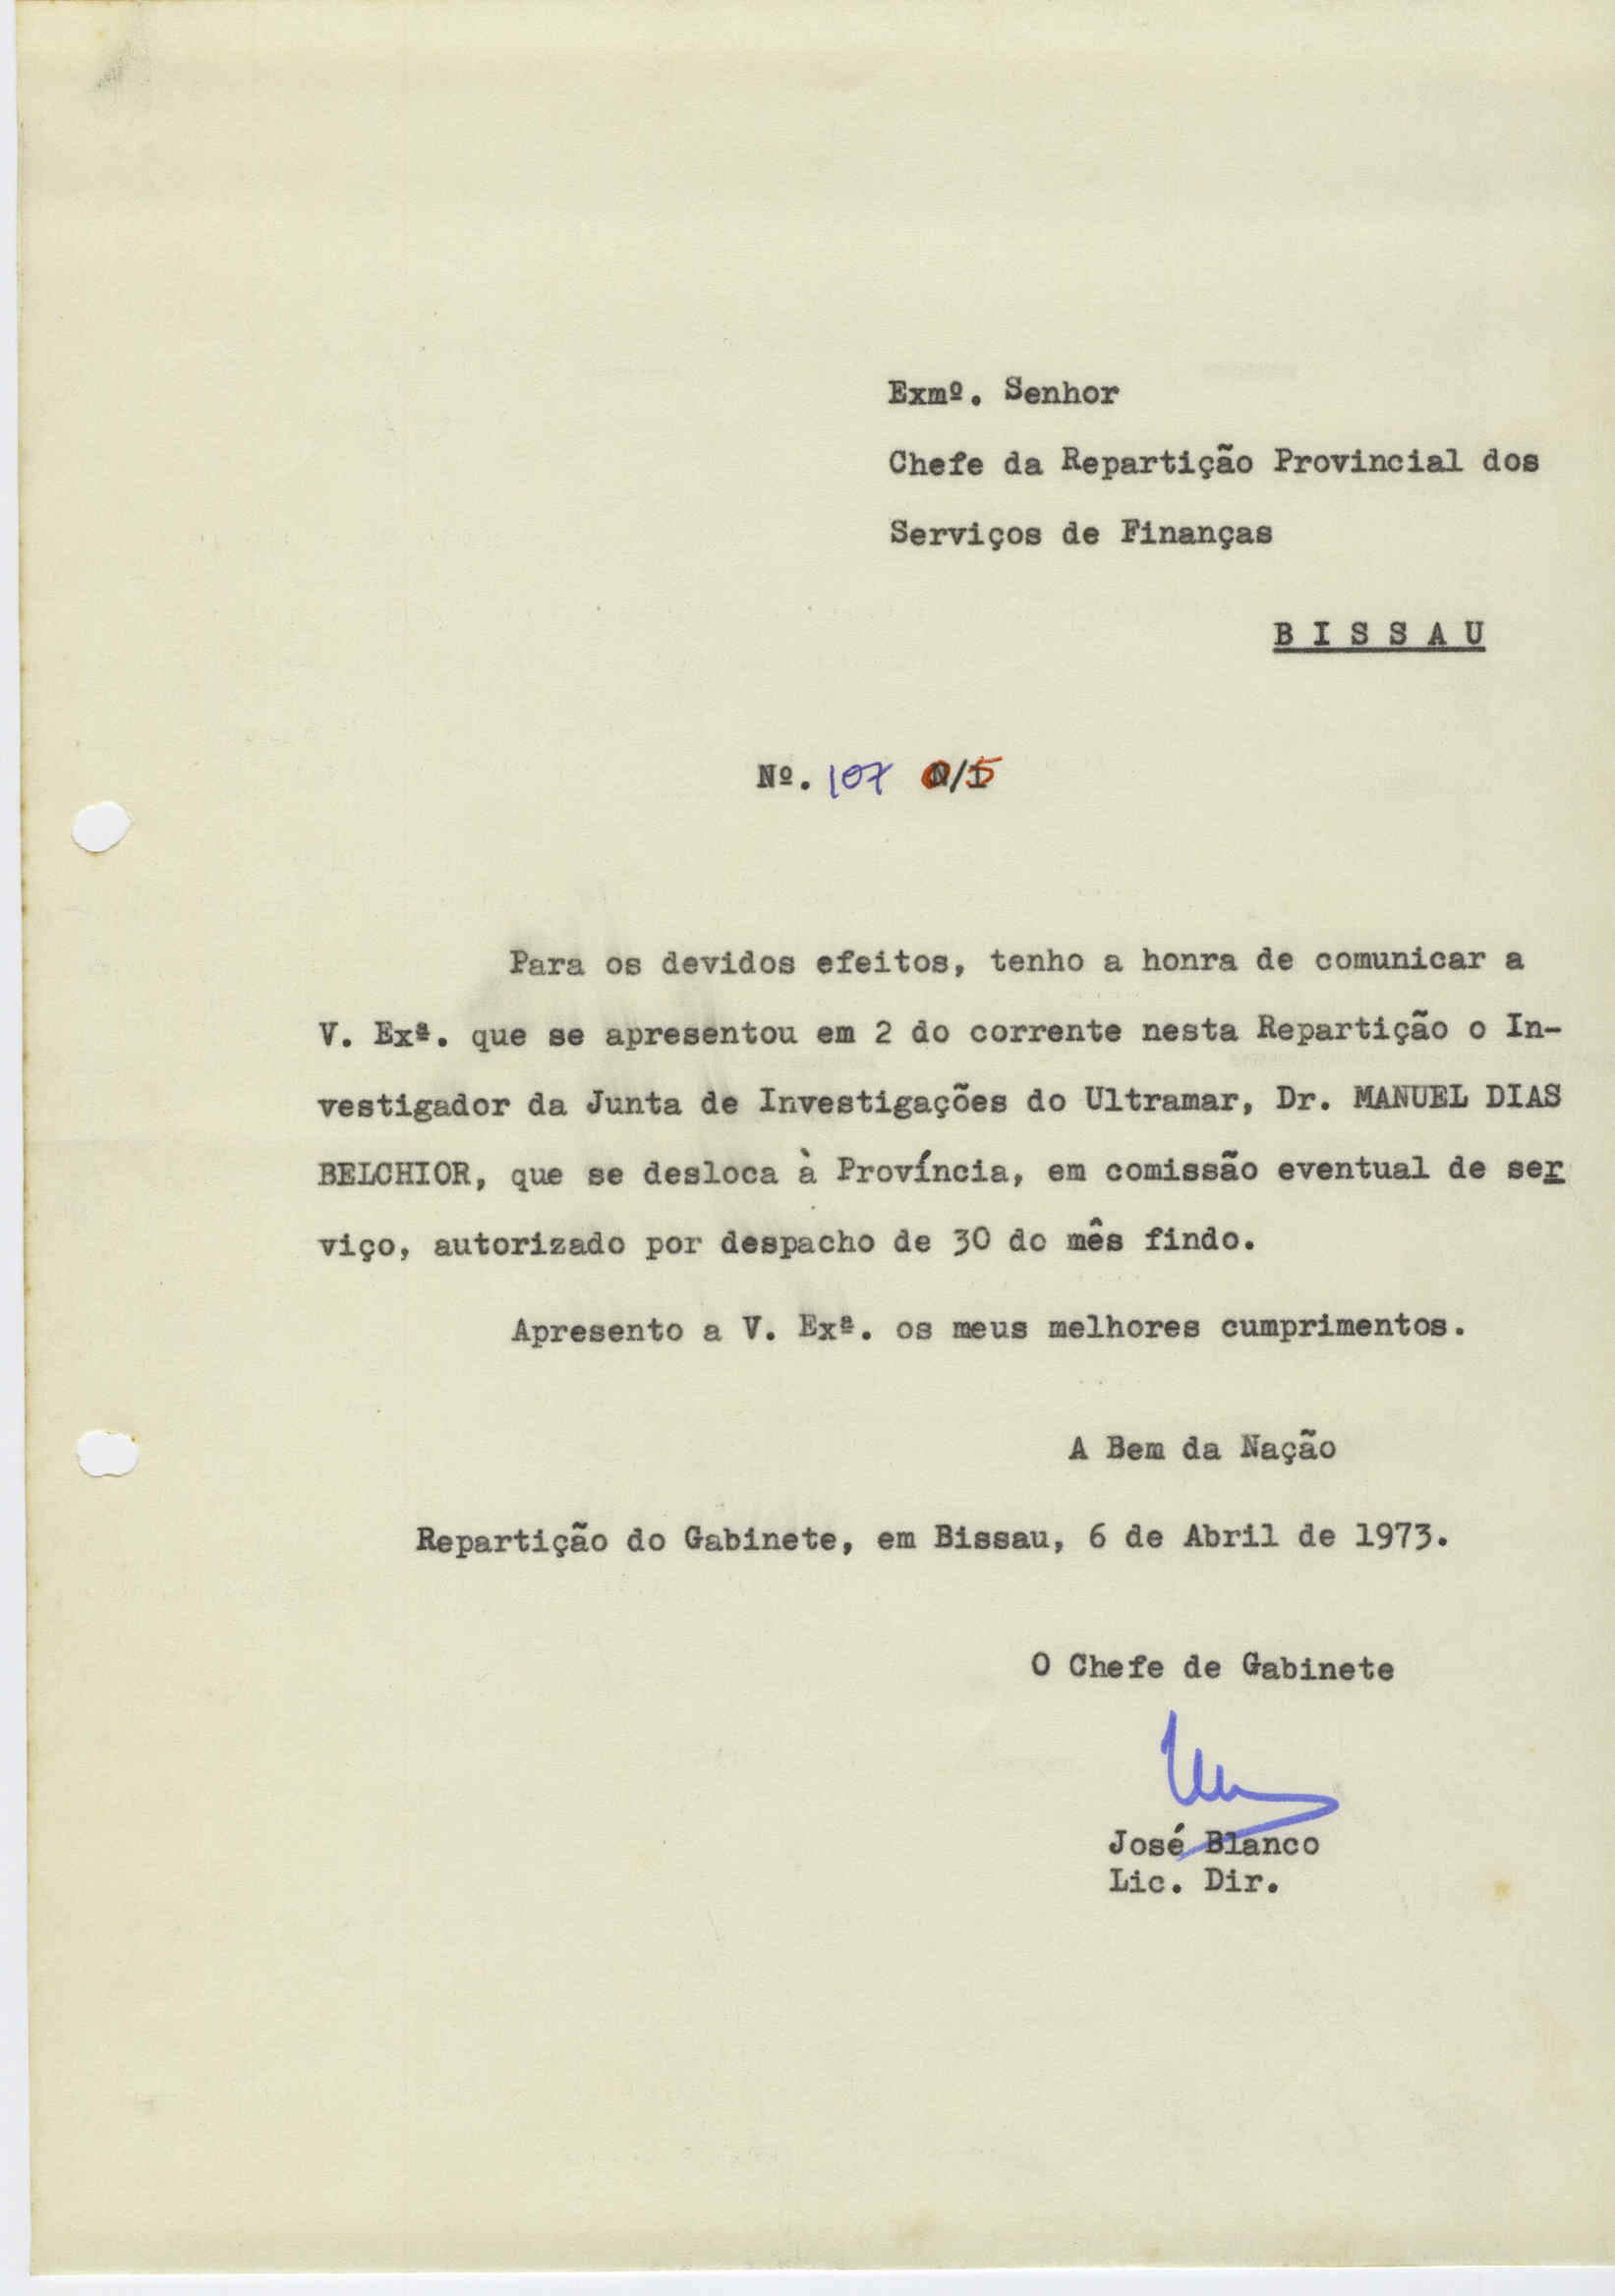 Exmº. Senhor
Chefe da Repartição Provincial dos
Serviços de Finanças
B I S S A U
Nº. 107 O/5
Para os devidos efeitos, tenho a honra de comunicar a
V. Exª. que se apresentou em 2 do corrente nesta Repartição o In-
vestigador da Junta de Investigações do Ultramar, Dr. MANUEL DIAS
BELCHIOR, que se desloca à Província, em comissão eventual de ser
viço, autorizado por despacho de 30 do mês findo.
Apresento a V. Exª. os meus melhores cumprimentos.
A Bem da Nação
Repartição do Gabinete, em Bissau, 6 de Abril de 1973.
O Chefe de Gabinete
José Blanco
Lic. Dir.